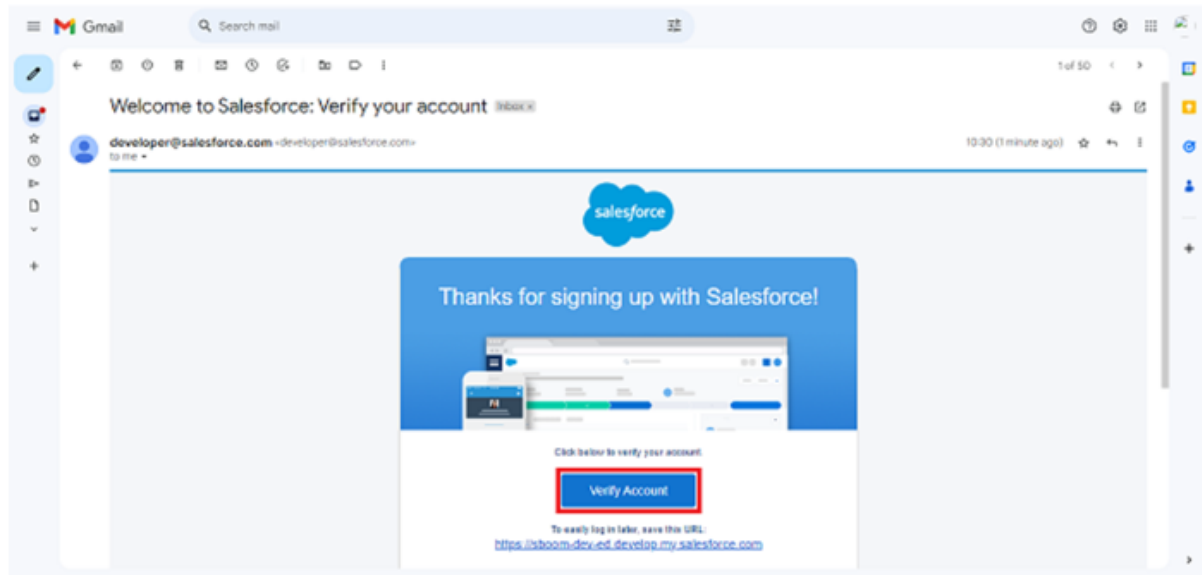 Gmail
Search mail
1 of 50
Welcome to Salesforce: Verify your account Inbox ×
developer@salesforce.com <developer@salesforce.com>
10:30 (1 minute ago)
to me
salesforce
Thanks for signing up with Salesforce!
Click below to verify your account.
Verify Account
To easily log in later, save this URL:
https://sboom-dev-ed.develop.my.salesforce.com